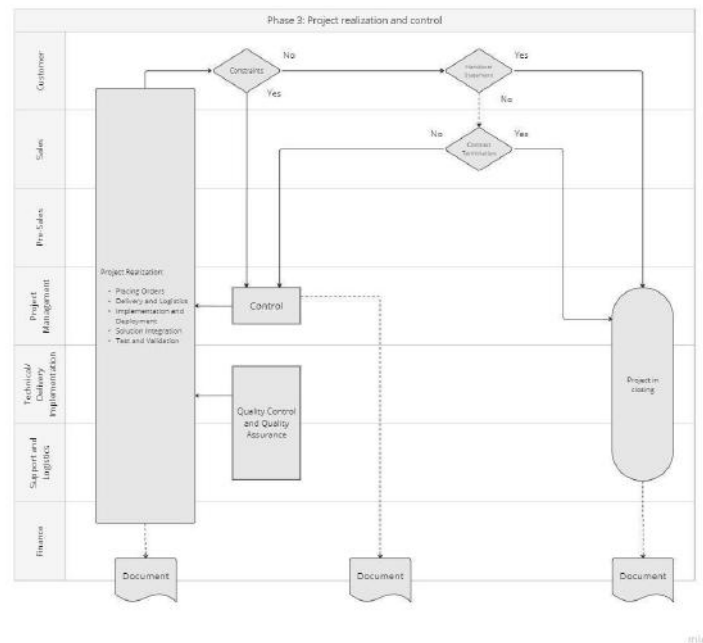 Phase 3: Project realization and control
Customer
Sales
Pre-Sales
Project
Management
Technical/
Delivery
Implementation
Support and
Logistics
Finance
Constraints
No
Yes
Statement
Yes
No
Contract
Termination
No
Yes
Project Realization:
• Placing Orders
• Delivery and Logistics
• Implementation and
Deployment
• Solution Integration
• Test and Validation
Control
Quality Control
and Quality
Assurance
Project in
closing
Document
Document
Document